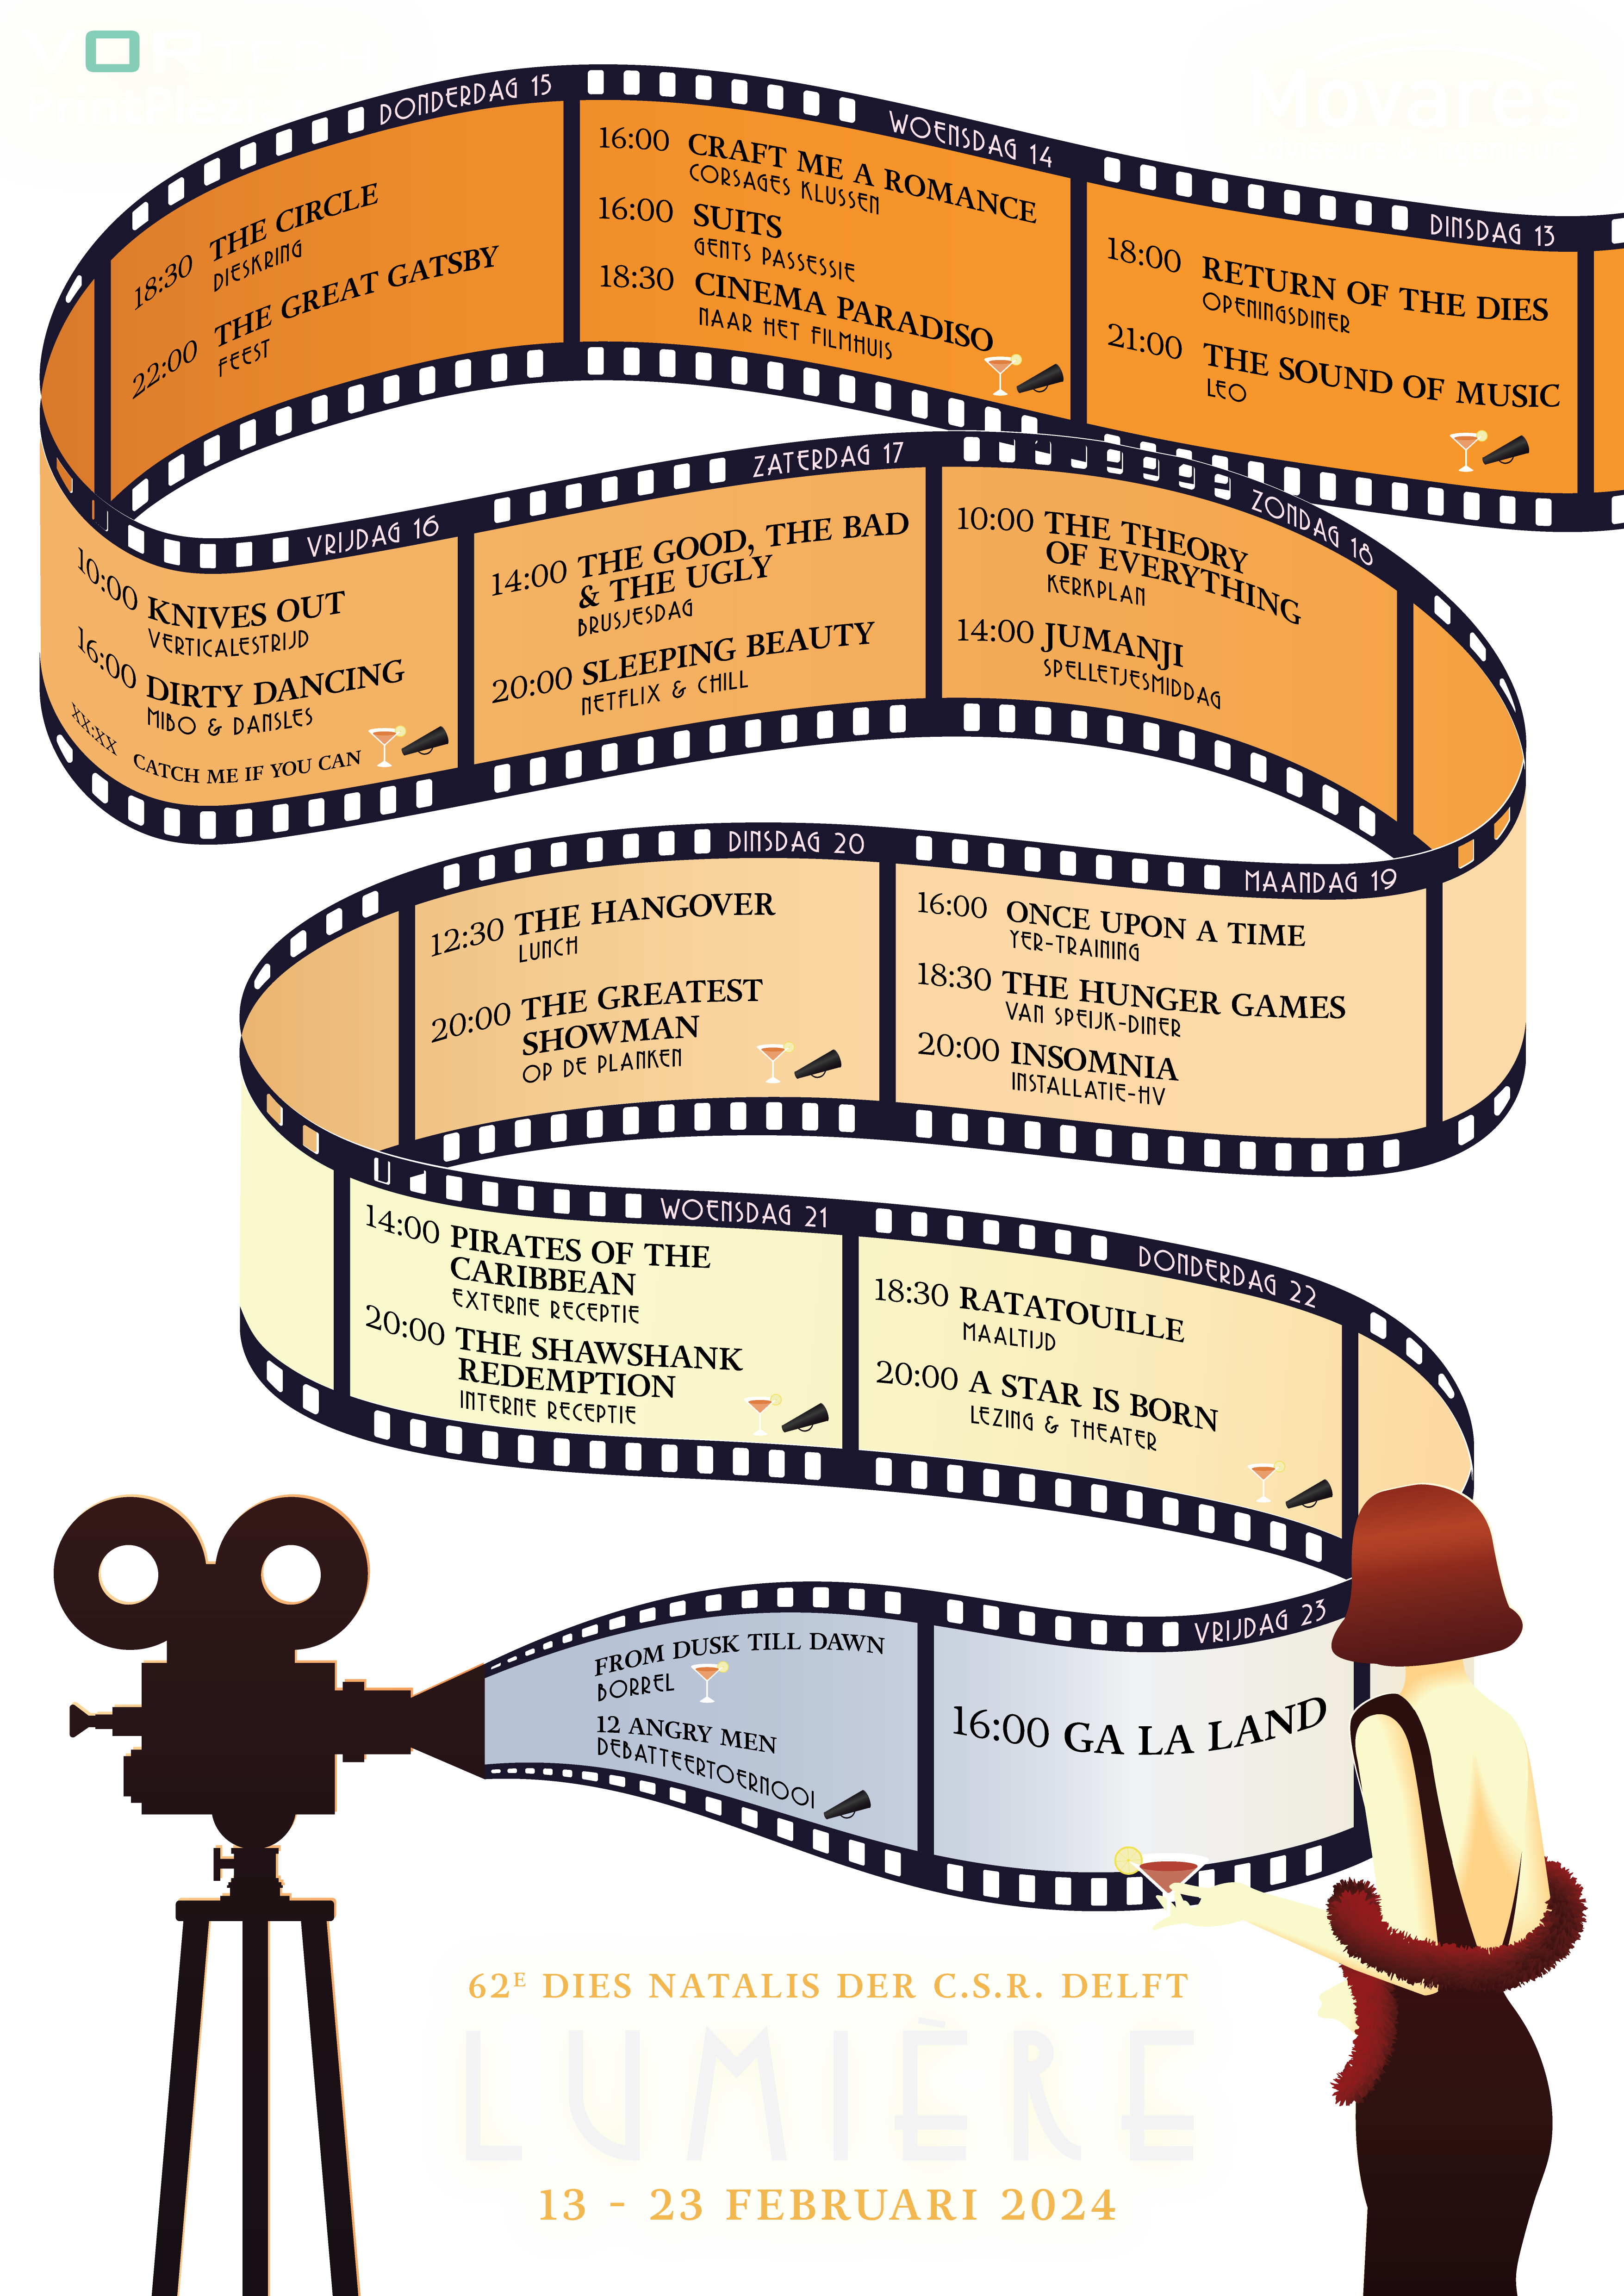 VORTECH
PrintPlezier
Movares
DINSDAG 13
18:00 RETURN OF THE DIES
OPENINGSDINER
21:00 THE SOUND OF MUSIC
LEO
WOENSDAG 14
16:00 CRAFT ME A ROMANCE
CORSAGES KLUSSEN
16:00 SUITS
GENTS PASSESSIE
18:30 CINEMA PARADISO
NAAR HET FILMHUIS
DONDERDAG 15
18:30 THE CIRCLE
DIESKRING
22:00 THE GREAT GATSBY
FEEST
VRIJDAG 16
10:00 KNIVES OUT
VERTICALESTRIJD
16:00 DIRTY DANCING
MIBO & DANSLES
XX:XX CATCH ME IF YOU CAN
ZATERDAG 17
14:00 THE GOOD, THE BAD
& THE UGLY
BRUSJESDAG
20:00 SLEEPING BEAUTY
NETFLIX & CHILL
ZONDAG 18
10:00 THE THEORY
OF EVERYTHING
KERKPLAN
14:00 JUMANJI
SPELLETJESMIDDAG
MAANDAG 19
16:00 ONCE UPON A TIME
YER-TRAINING
18:30 THE HUNGER GAMES
VAN SPEIJK-DINER
20:00 INSOMNIA
INSTALLATIE-HV
DINSDAG 20
12:30 THE HANGOVER
LUNCH
20:00 THE GREATEST
SHOWMAN
OP DE PLANKEN
WOENSDAG 21
14:00 PIRATES OF THE
CARIBBEAN
EXTERNE RECEPTIE
20:00 THE SHAWSHANK
REDEMPTION
INTERNE RECEPTIE
DONDERDAG 22
18:30 RATATOUILLE
MAALTIJD
20:00 A STAR IS BORN
LEZING & THEATER
VRIJDAG 23
16:00 GA LA LAND
FROM DUSK TILL DAWN
BORREL
12 ANGRY MEN
DEBATTEERTOERNOOI
62E DIES NATALIS DER C.S.R. DELFT
LUMIÈRE
13 - 23 FEBRUARI 2024